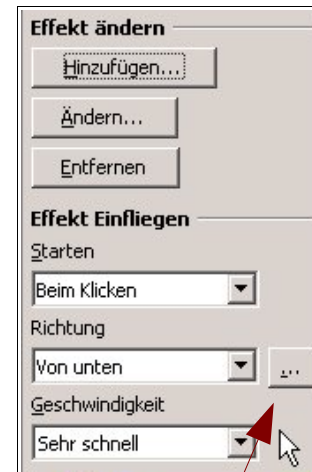 Effekt ändern
Hinzufügen...
Ändern...
Entfernen
Effekt Einfliegen
Starten
Beim Klicken
Richtung
Von unten
...
Geschwindigkeit
Sehr schnell